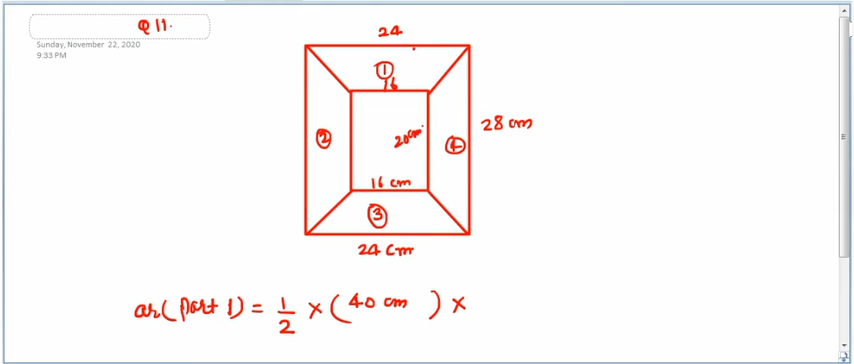 Q 11.
Sunday, November 22, 2020
9:33 PM
24
①
16
28 cm
20cm
②
④
16 cm
③
24 cm
ar(Part 1) = 1/2 × (40 cm ) ×